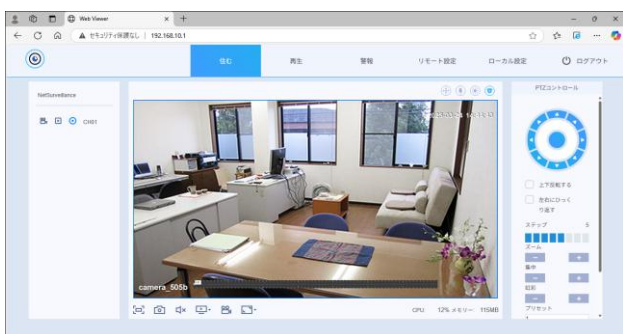 Web Viewer
セキュリティ保護なし | 192.168.10.1
住む 再生 警報 リモート設定 ローカル設定 ログアウト
NetSurveillance
CH01
camera_505b
CPU 12% メモリー 115MB
PTZコントロール
上下反転する
左右にひっく
り返す
ステップ 5
ズーム
集中
虹彩
プリセット